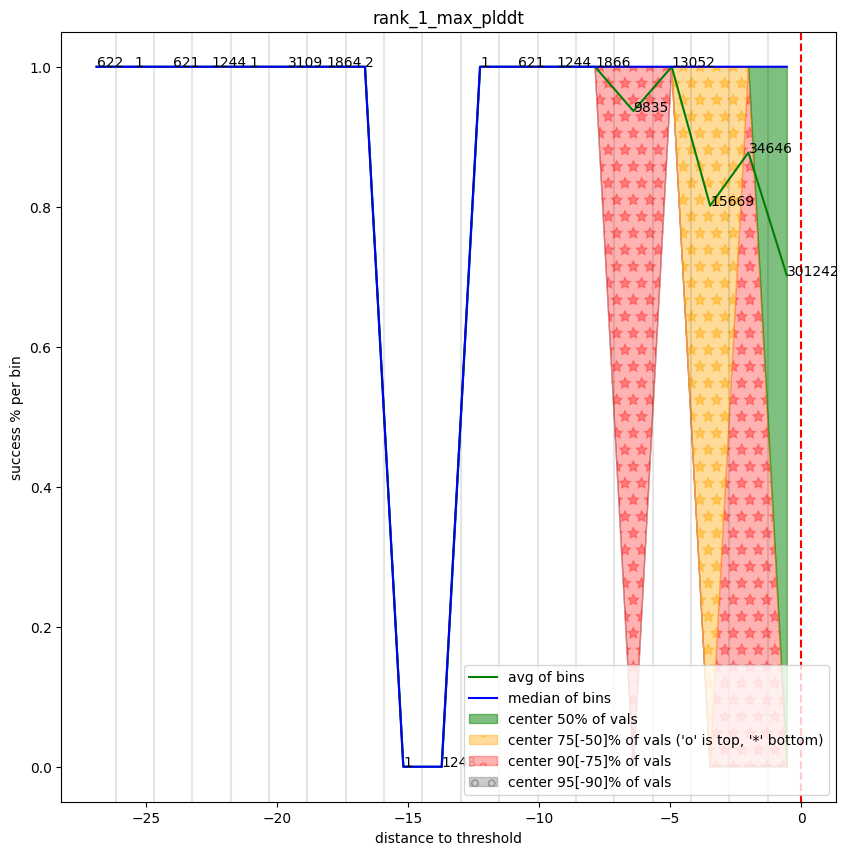 rank_1_max_plddt
success % per bin
1.0
0.8
0.6
0.4
0.2
0.0
622 1 621 1244 1 3109 1864 2 1 621 1244 1866 13052
9835
34646
15669
301242
1
avg of bins
median of bins
center 50% of vals
center 75[-50]% of vals ('o' is top, '*' bottom)
center 90[-75]% of vals
center 95[-90]% of vals
−25 −20 −15 −10 −5 0
distance to threshold